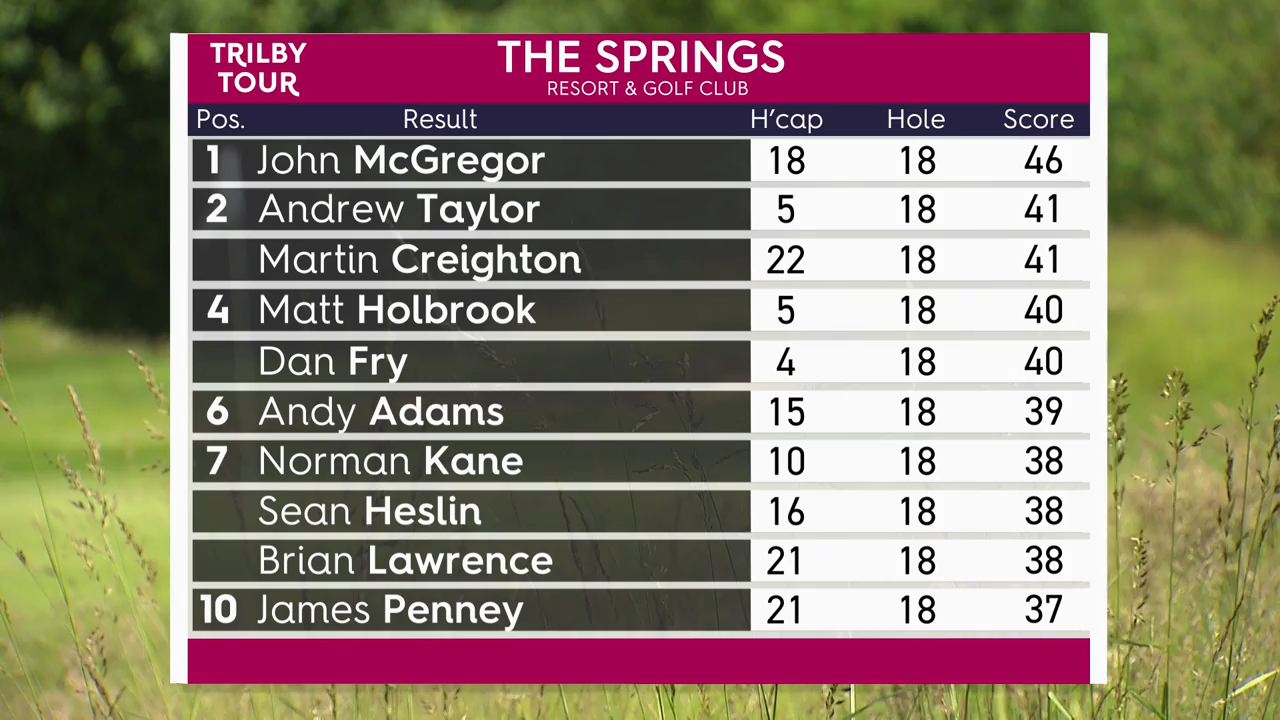 TRILBY
TOUR
THE SPRINGS
RESORT & GOLF CLUB
Pos. Result H'cap Hole Score
1 John McGregor 18 18 46
2 Andrew Taylor 5 18 41
Martin Creighton 22 18 41
4 Matt Holbrook 5 18 40
Dan Fry 4 18 40
6 Andy Adams 15 18 39
7 Norman Kane 10 18 38
Sean Heslin 16 18 38
Brian Lawrence 21 18 38
10 James Penney 21 18 37